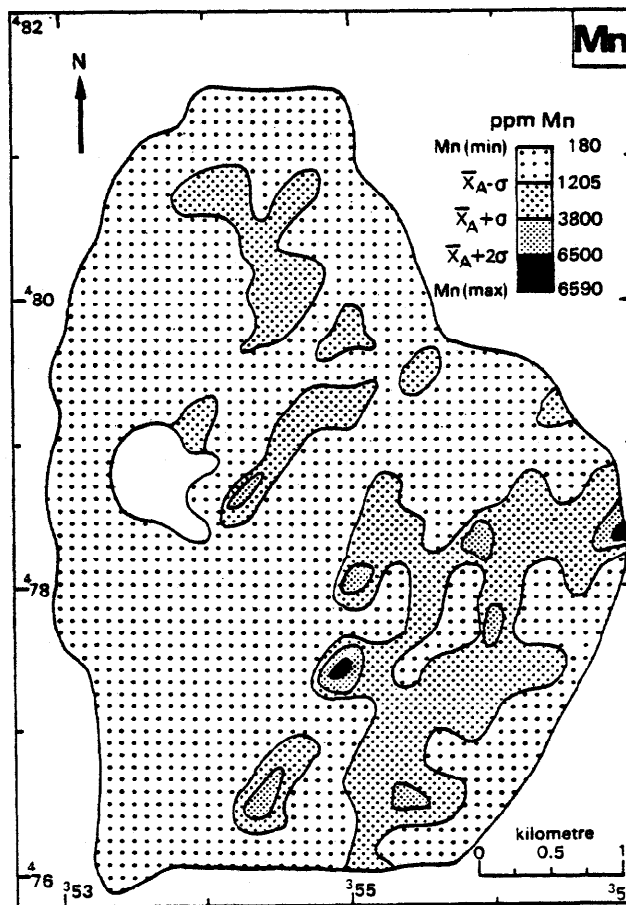 ⁴82
Mn
N
ppm Mn
Mn (min) 180
X̅A-σ 1205
X̅A+σ 3800
X̅A+2σ 6500
Mn (max) 6590
⁴80
⁴78
kilometre
0 0.5 1
⁴76
³53 ³55 ³5